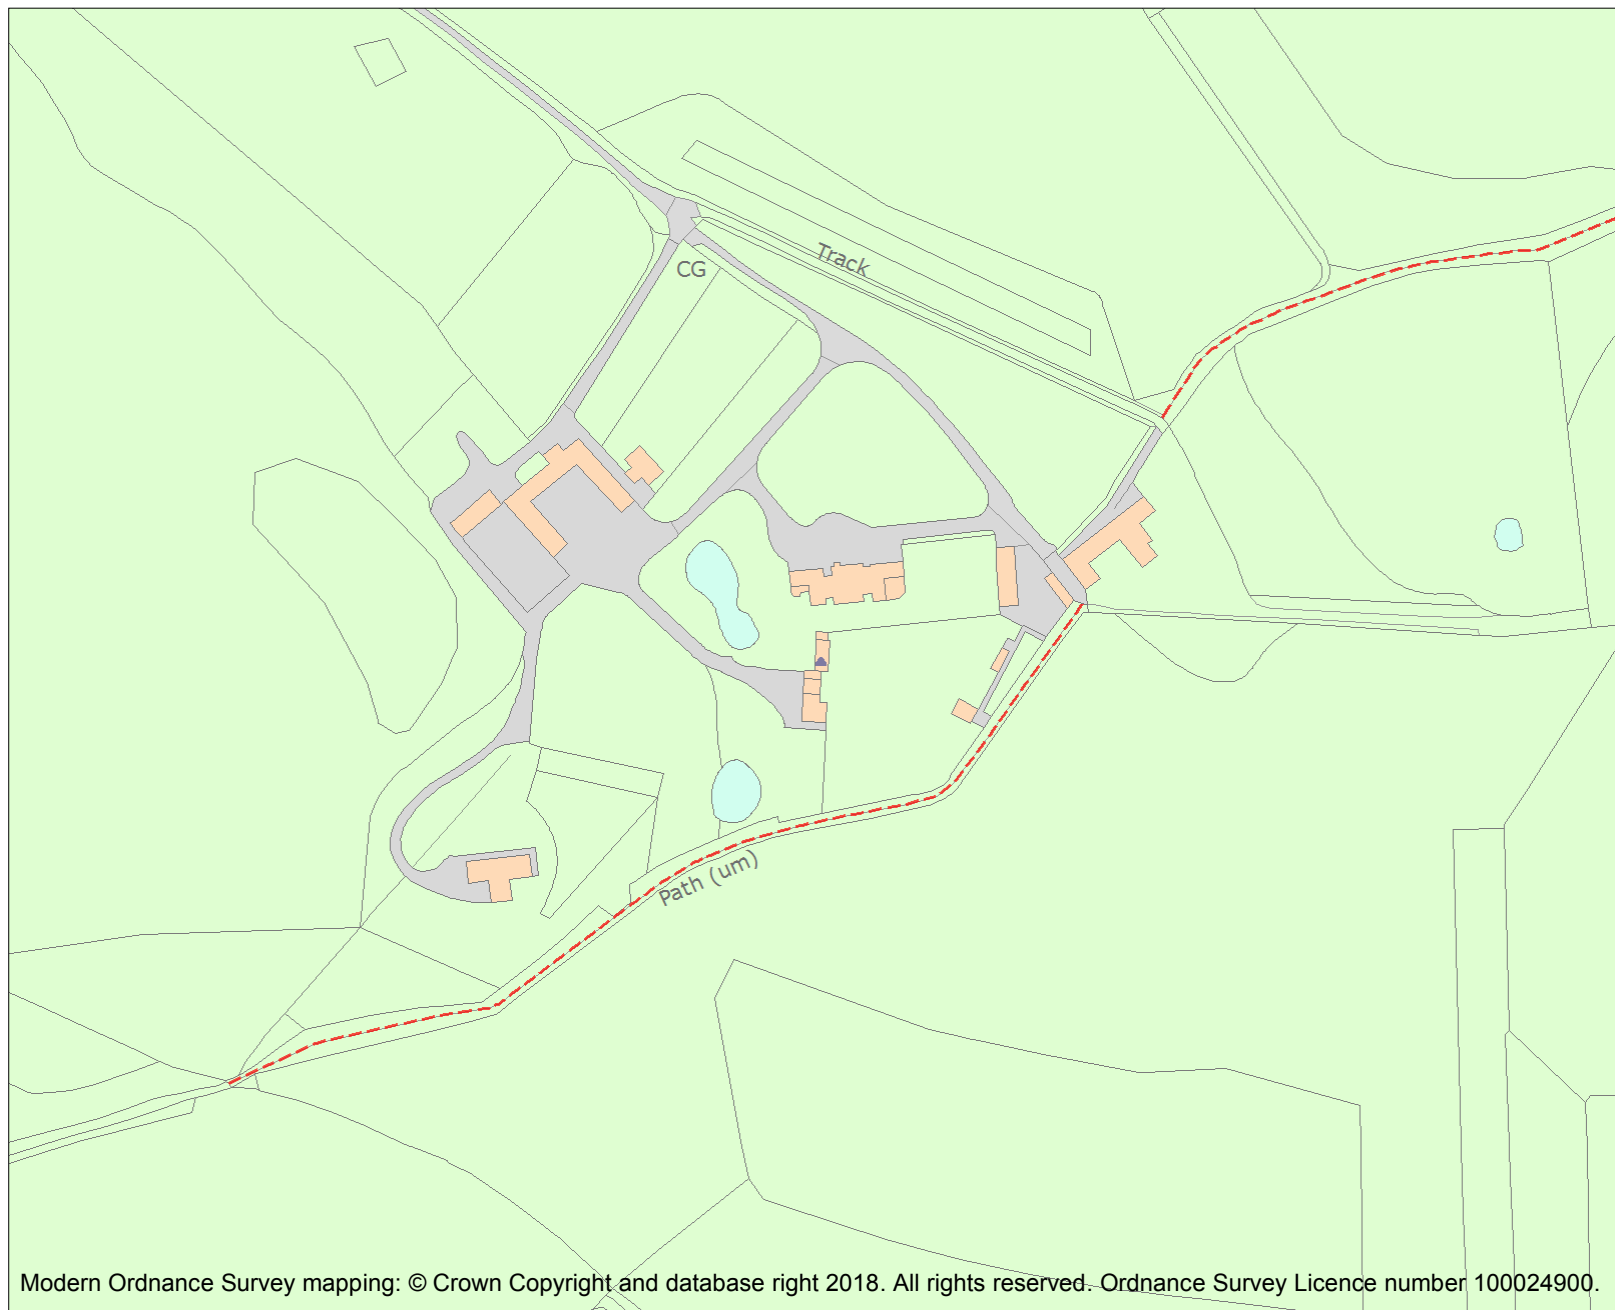 Track
CG
Path (um)
Modern Ordnance Survey mapping: © Crown Copyright and database right 2018. All rights reserved. Ordnance Survey Licence number 100024900.